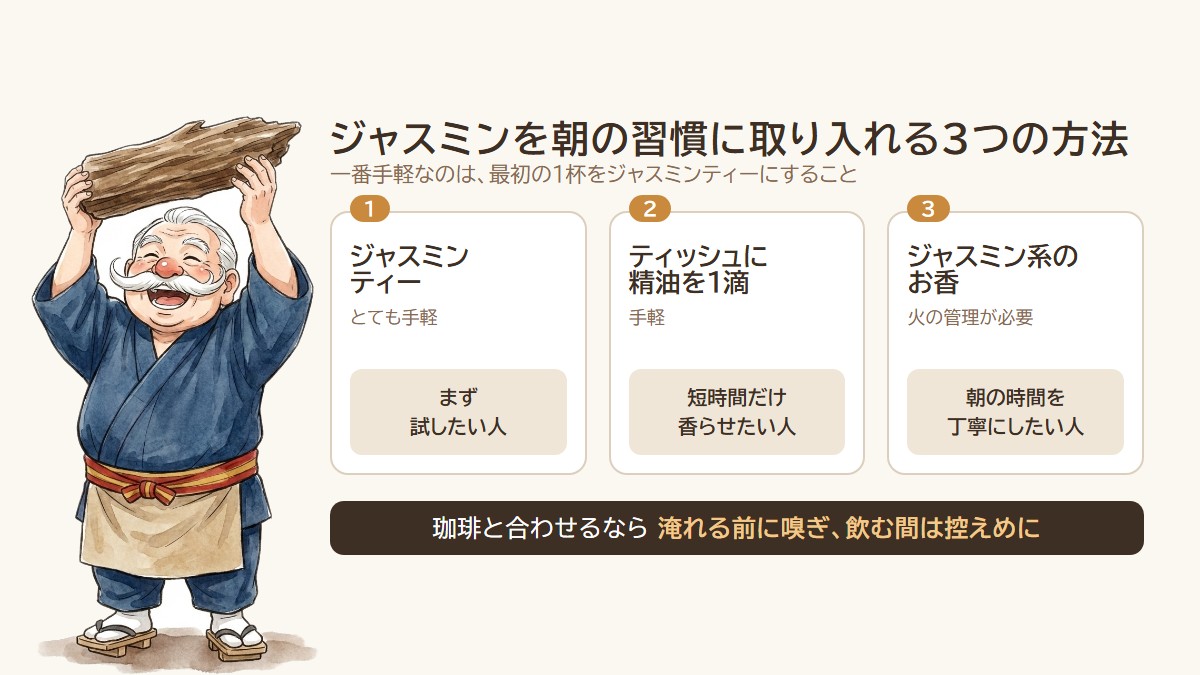 ジャスミンを朝の習慣に取り入れる3つの方法
一番手軽なのは、最初の1杯をジャスミンティーにすること
1
ジャスミン
ティー
とても手軽
まず
試したい人
2
ティッシュに
精油を1滴
手軽
短時間だけ
香らせたい人
3
ジャスミン系の
お香
火の管理が必要
朝の時間を
丁寧にしたい人
珈琲と合わせるなら 淹れる前に嗅ぎ、飲む間は控えめに